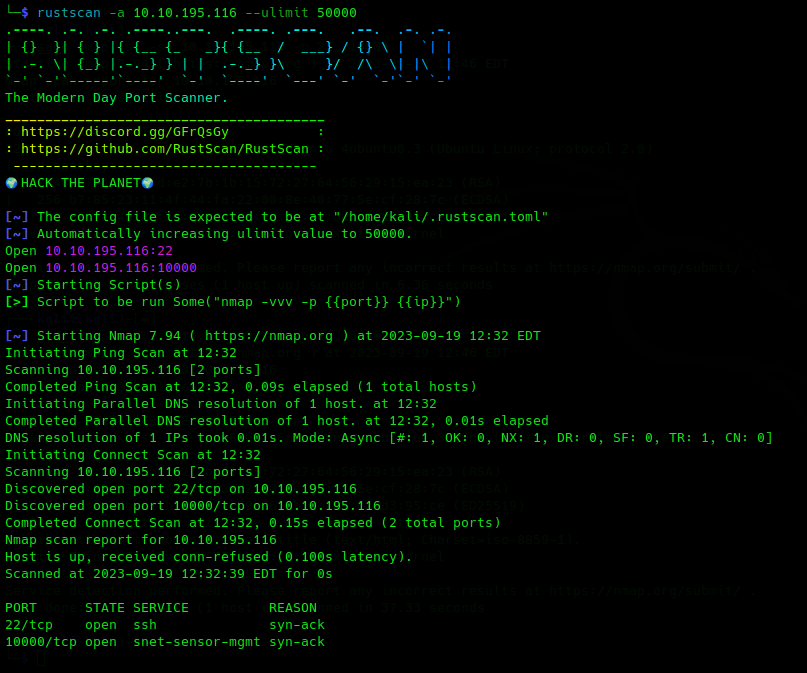 └─$ rustscan -a 10.10.195.116 --ulimit 50000
.----. .-. .-. .----..---.  .----. .---.   .--.  .-. .-.
| {}  }| { } |{ {__ {_   _}{ {__  /  ___} / {} \ |  `| |
| .-. \| {_} |.-._} } | |  .-._} }\     }/  /\  \| |\  |
`-' `-'`-----'`----'  `-'  `----'  `---' `-'  `-'`-' `-'
The Modern Day Port Scanner.
________________________________________
: https://discord.gg/GFrQsGy           :
: https://github.com/RustScan/RustScan :
 --------------------------------------
🌍HACK THE PLANET🌍
[~] The config file is expected to be at "/home/kali/.rustscan.toml"
[~] Automatically increasing ulimit value to 50000.
Open 10.10.195.116:22
Open 10.10.195.116:10000
[~] Starting Script(s)
[>] Script to be run Some("nmap -vvv -p {{port}} {{ip}}")
[~] Starting Nmap 7.94 ( https://nmap.org ) at 2023-09-19 12:32 EDT
Initiating Ping Scan at 12:32
Scanning 10.10.195.116 [2 ports]
Completed Ping Scan at 12:32, 0.09s elapsed (1 total hosts)
Initiating Parallel DNS resolution of 1 host. at 12:32
Completed Parallel DNS resolution of 1 host. at 12:32, 0.01s elapsed
DNS resolution of 1 IPs took 0.01s. Mode: Async [#: 1, OK: 0, NX: 1, DR: 0, SF: 0, TR: 1, CN: 0]
Initiating Connect Scan at 12:32
Scanning 10.10.195.116 [2 ports]
Discovered open port 22/tcp on 10.10.195.116
Discovered open port 10000/tcp on 10.10.195.116
Completed Connect Scan at 12:32, 0.15s elapsed (2 total ports)
Nmap scan report for 10.10.195.116
Host is up, received conn-refused (0.100s latency).
Scanned at 2023-09-19 12:32:39 EDT for 0s
PORT      STATE SERVICE          REASON
22/tcp    open  ssh              syn-ack
10000/tcp open  snet-sensor-mgmt syn-ack